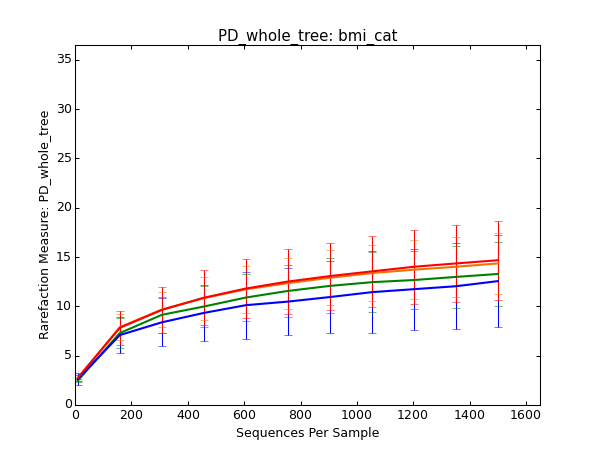 PD_whole_tree: bmi_cat
Rarefaction Measure: PD_whole_tree
35
30
25
20
15
10
5
0
0 200 400 600 800 1000 1200 1400 1600
Sequences Per Sample